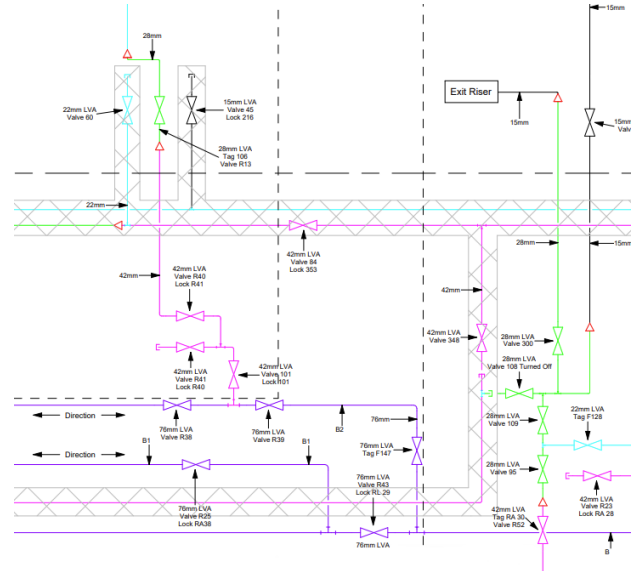 28mm
15mm
Exit Riser
15mm
22mm LVA
Valve 60
15mm LVA
Valve 45
Lock 216
15mm
Valv
28mm LVA
Tag 106
Valve R13
22mm
42mm LVA
Valve 84
Lock 353
28mm
15mm
42mm
42mm LVA
Valve R40
Lock R41
42mm
42mm LVA
Valve 348
28mm LVA
Valve 300
28mm LVA
Valve 108 Turned Off
42mm LVA
Valve R41
Lock R40
42mm LVA
Valve 101
Lock I101
Direction
76mm LVA
Valve R38
76mm LVA
Valve R39
B2
76mm
28mm LVA
Valve 109
22mm LVA
Tag F128
B1
B1
76mm LVA
Tag F147
Direction
28mm LVA
Valve 95
76mm LVA
Valve R25
Lock RA38
76mm LVA
Valve R43
Lock RL 29
42mm LVA
Tag RA 30
Valve R52
42mm LVA
Valve R23
Lock RA 28
76mm LVA
B